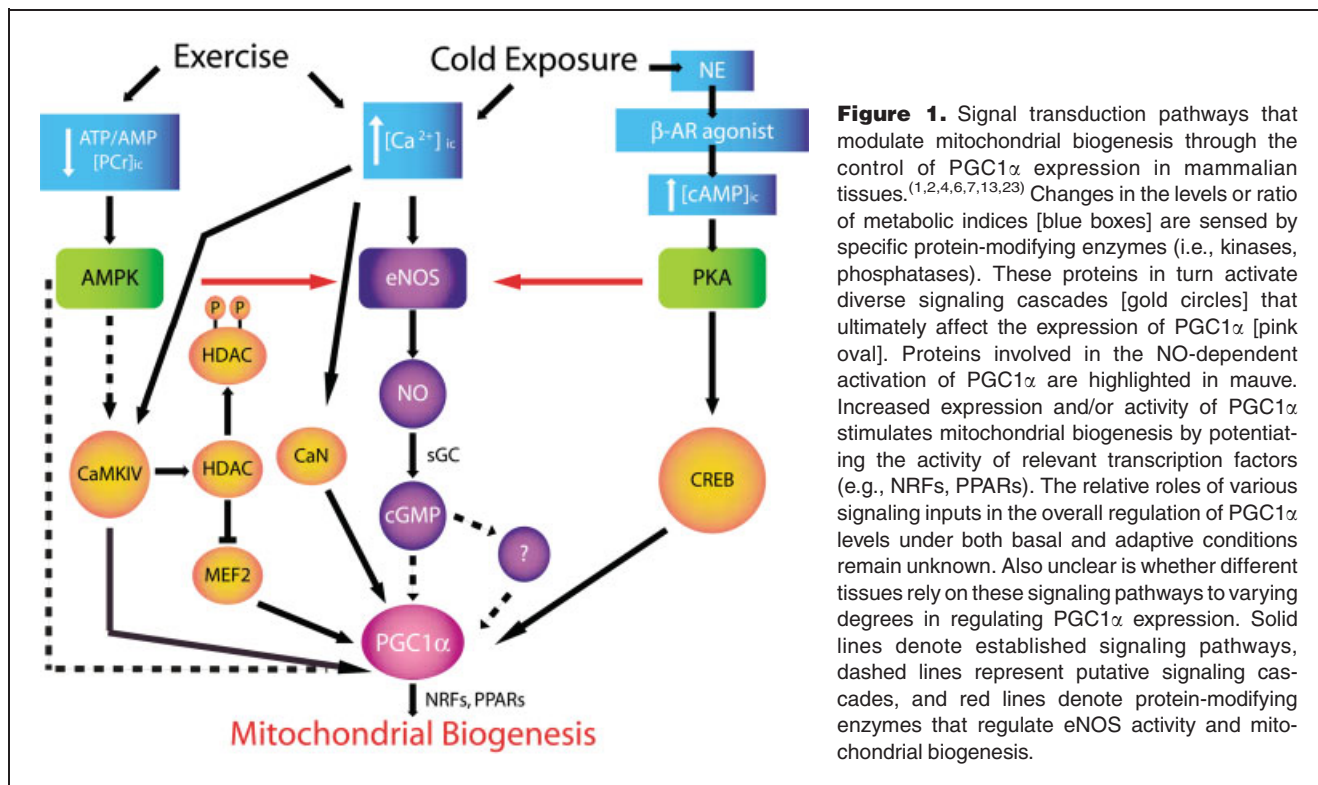 Exercise
Cold Exposure
NE
ATP/AMP
[PCr]ic
[Ca 2+] ic
β-AR agonist
[cAMP]ic
AMPK
eNOS
PKA
P P
HDAC
NO
CaMKIV
HDAC
CaN
sGC
CREB
cGMP
?
MEF2
PGC1α
NRFs, PPARs
Mitochondrial Biogenesis
Figure 1. Signal transduction pathways that
modulate mitochondrial biogenesis through the
control of PGC1α expression in mammalian
tissues.(1,2,4,6,7,13,23) Changes in the levels or ratio
of metabolic indices [blue boxes] are sensed by
specific protein-modifying enzymes (i.e., kinases,
phosphatases). These proteins in turn activate
diverse signaling cascades [gold circles] that
ultimately affect the expression of PGC1α [pink
oval]. Proteins involved in the NO-dependent
activation of PGC1α are highlighted in mauve.
Increased expression and/or activity of PGC1α
stimulates mitochondrial biogenesis by potentiat-
ing the activity of relevant transcription factors
(e.g., NRFs, PPARs). The relative roles of various
signaling inputs in the overall regulation of PGC1α
levels under both basal and adaptive conditions
remain unknown. Also unclear is whether different
tissues rely on these signaling pathways to varying
degrees in regulating PGC1α expression. Solid
lines denote established signaling pathways,
dashed lines represent putative signaling cas-
cades, and red lines denote protein-modifying
enzymes that regulate eNOS activity and mito-
chondrial biogenesis.